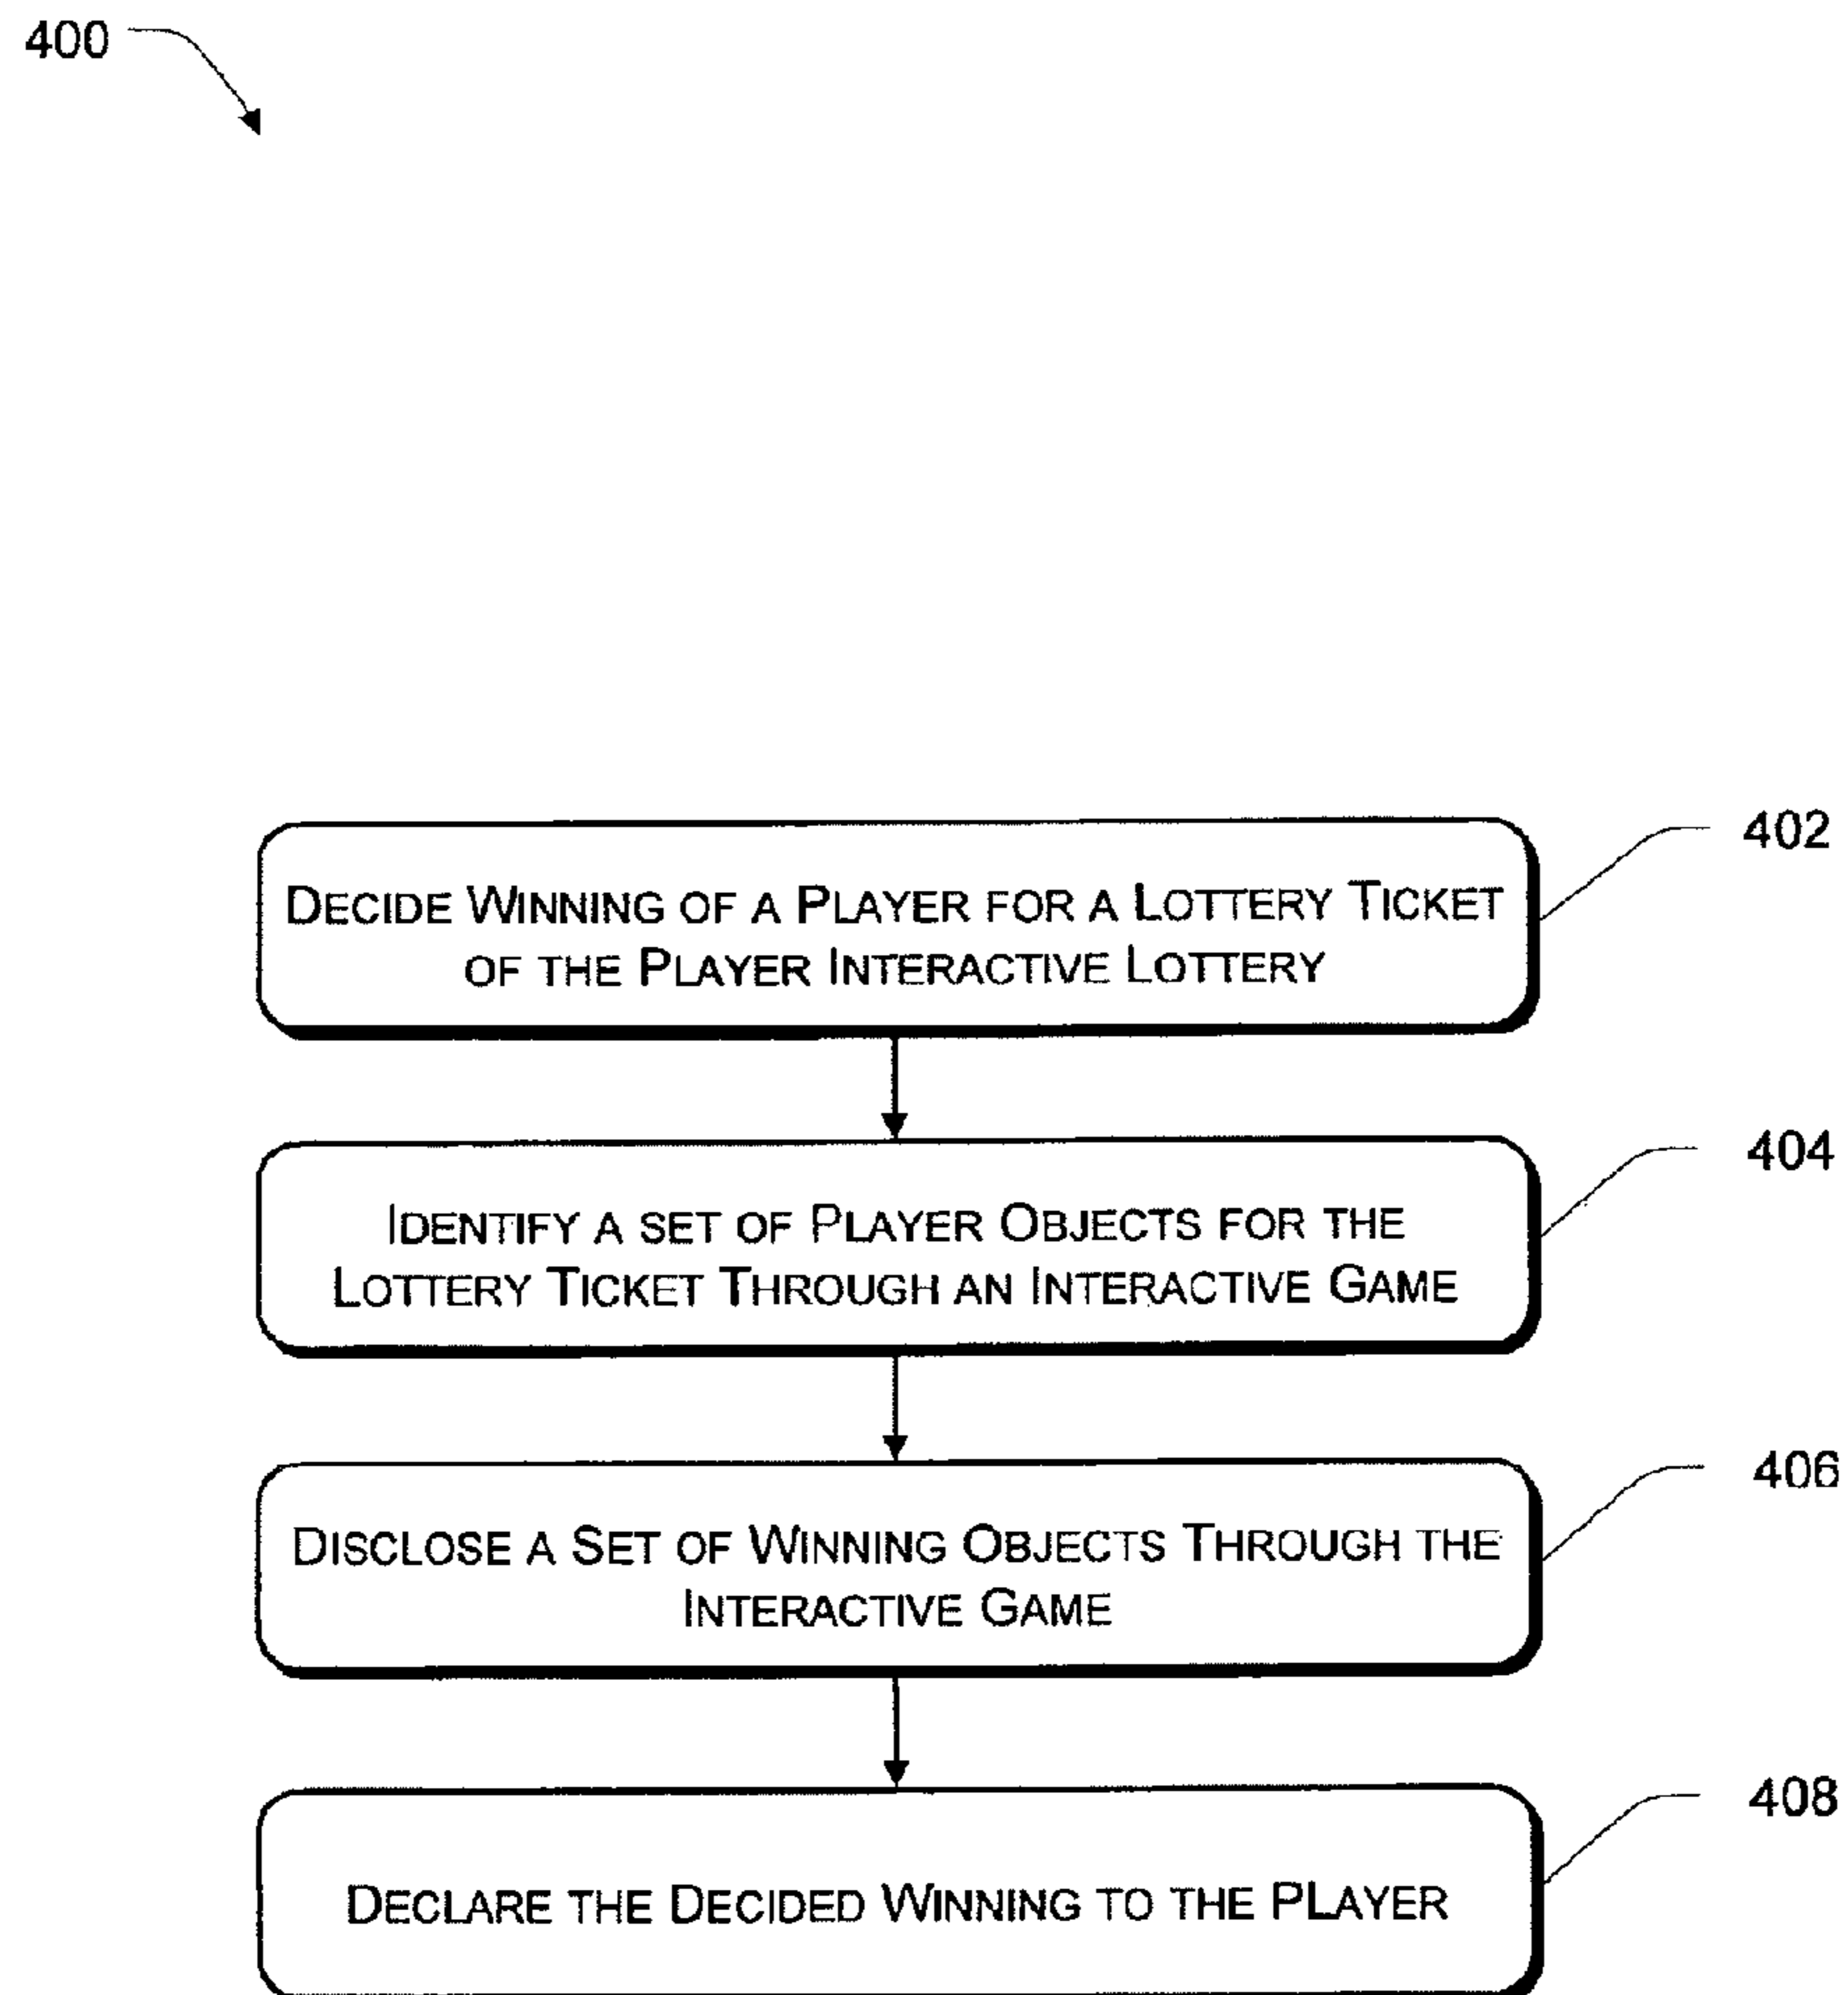 400
402
DECIDE WINNING OF A PLAYER FOR A LOTTERY TICKET
OF THE PLAYER INTERACTIVE LOTTERY
404
IDENTIFY A SET OF PLAYER OBJECTS FOR THE
LOTTERY TICKET THROUGH AN INTERACTIVE GAME
406
DISCLOSE A SET OF WINNING OBJECTS THROUGH THE
INTERACTIVE GAME
408
DECLARE THE DECIDED WINNING TO THE PLAYER